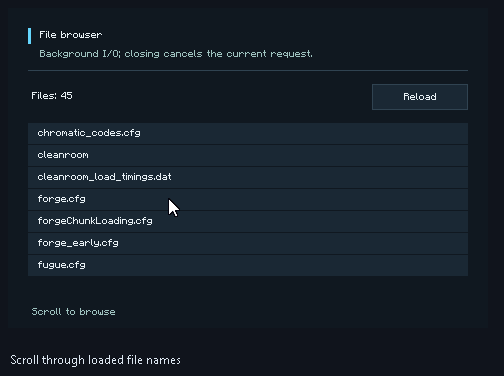 File browser
Background I/O; closing cancels the current request.
Files: 45
Reload
chromatic_codes.cfg
cleanroom
cleanroom_load_timings.dat
forge.cfg
forgeChunkLoading.cfg
forge_early.cfg
fugue.cfg
Scroll to browse
Scroll through loaded file names